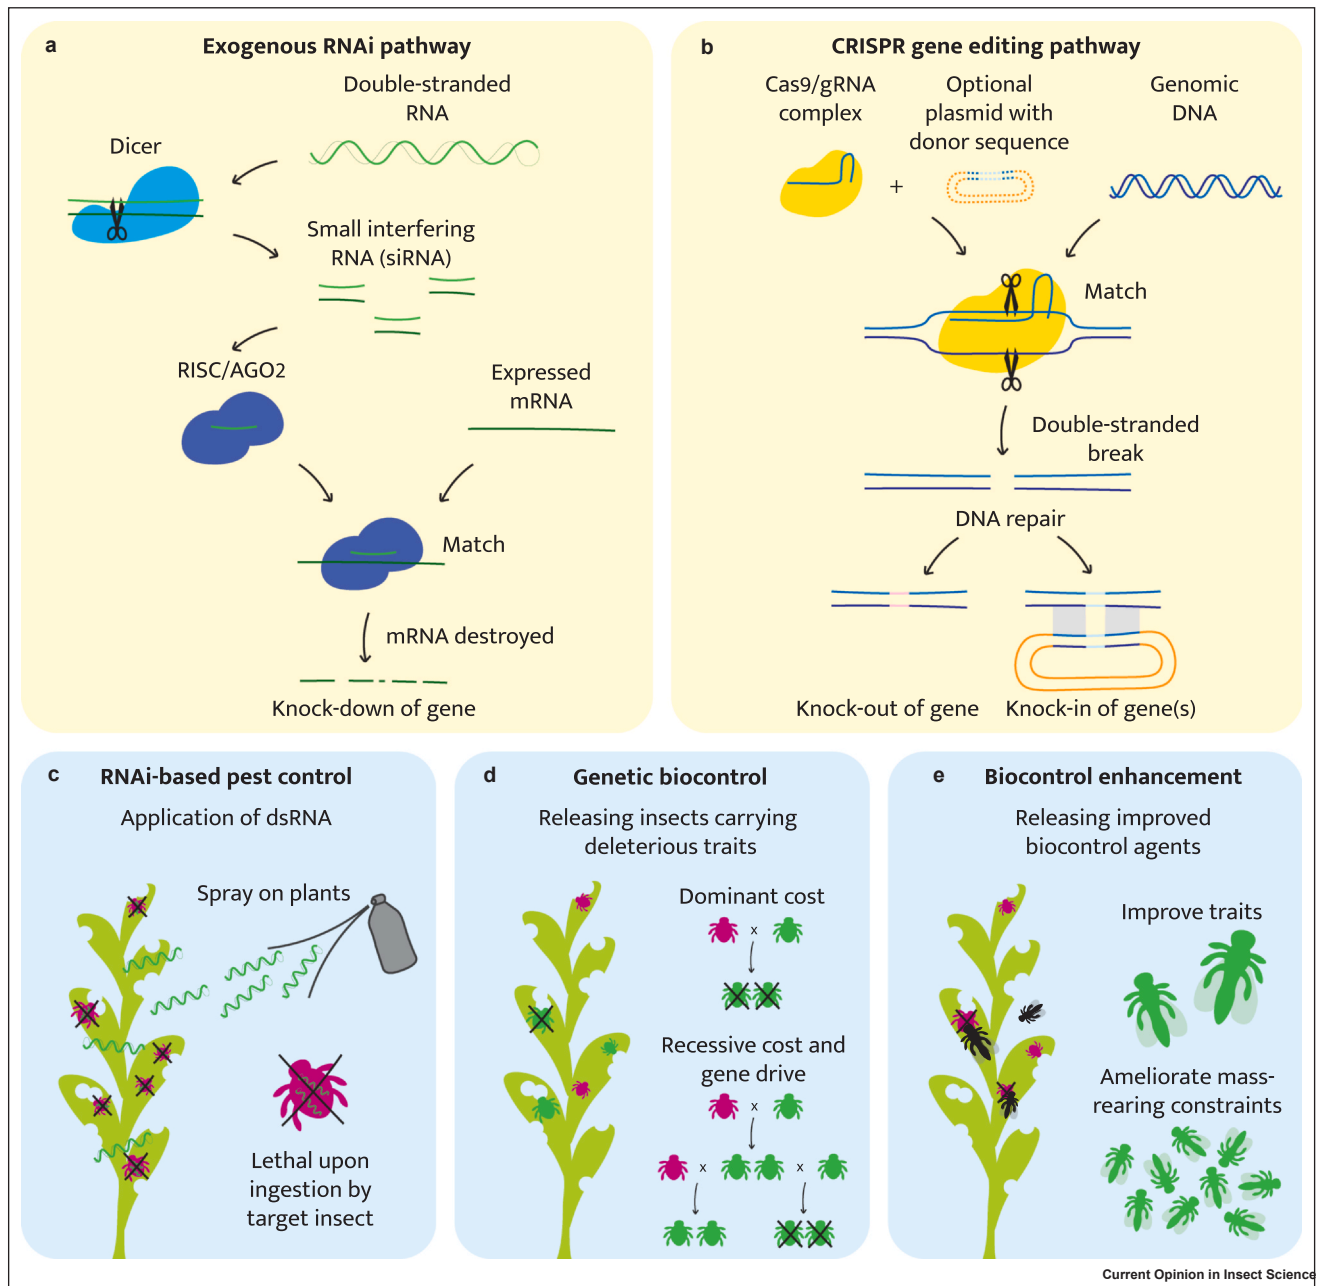 a
Exogenous RNAi pathway
Double-stranded
RNA
Dicer
Small interfering
RNA (siRNA)
RISC/AGO2
Expressed
mRNA
Match
mRNA destroyed
Knock-down of gene
b
CRISPR gene editing pathway
Cas9/gRNA
complex
+
Optional
plasmid with
donor sequence
Genomic
DNA
Match
Double-stranded
break
DNA repair
Knock-out of gene
Knock-in of gene(s)
c
RNAi-based pest control
Application of dsRNA
Spray on plants
Lethal upon
ingestion by
target insect
d
Genetic biocontrol
Releasing insects carrying
deleterious traits
Dominant cost
x
Recessive cost and
gene drive
x
x
x
e
Biocontrol enhancement
Releasing improved
biocontrol agents
Improve traits
Ameliorate mass-
rearing constraints
Current Opinion in Insect Science